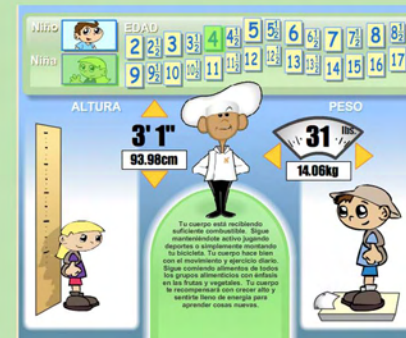 Niño
EDAD
2 2½ 3 3½ 4 4½ 5 5½ 6 6½ 7 7½ 8 8½
Niña
9 9½ 10 10½ 11 11½ 12 12½ 13 13½ 14 15 16 17
ALTURA
PESO
3' 1"
31 lbs.
93.98cm
14.06kg
Tu cuerpo está recibiendo
suficiente combustible. Sigue
manteniéndote activo jugando
deportes o simplemente montando
tu bicicleta. Tu cuerpo hace bien
con el movimiento y ejercicio diario.
Sigue comiendo alimentos de todos
los grupos alimenticios con énfasis
en las frutas y vegetales. Tu cuerpo
te recompensará con crecer alto y
sentirte lleno de energía para
aprender cosas nuevas.